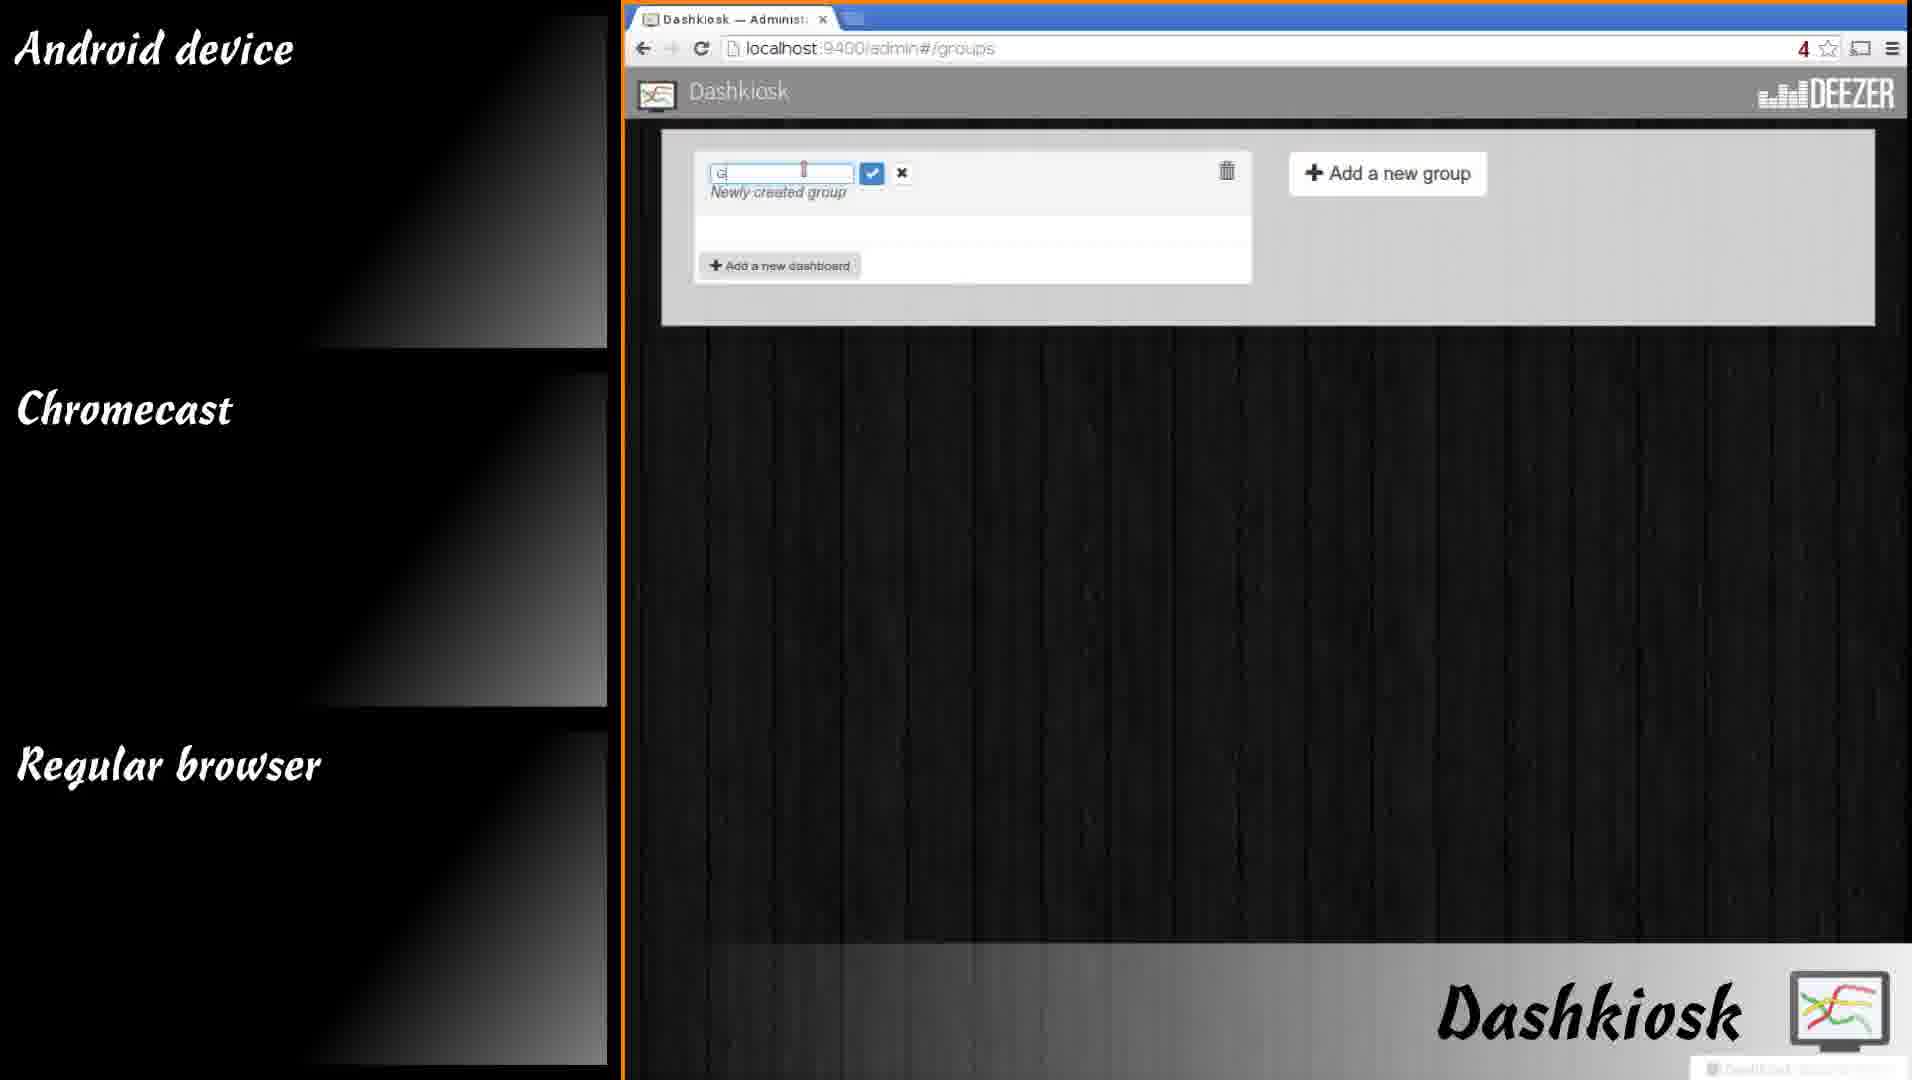 Android device
Chromecast
Regular browser
Dashkiosk — Administ
localhost:9400/admin#/groups
4
Dashkiosk
DEEZER
G
Newly created group
Add a new dashboard
Add a new group
Dashkiosk